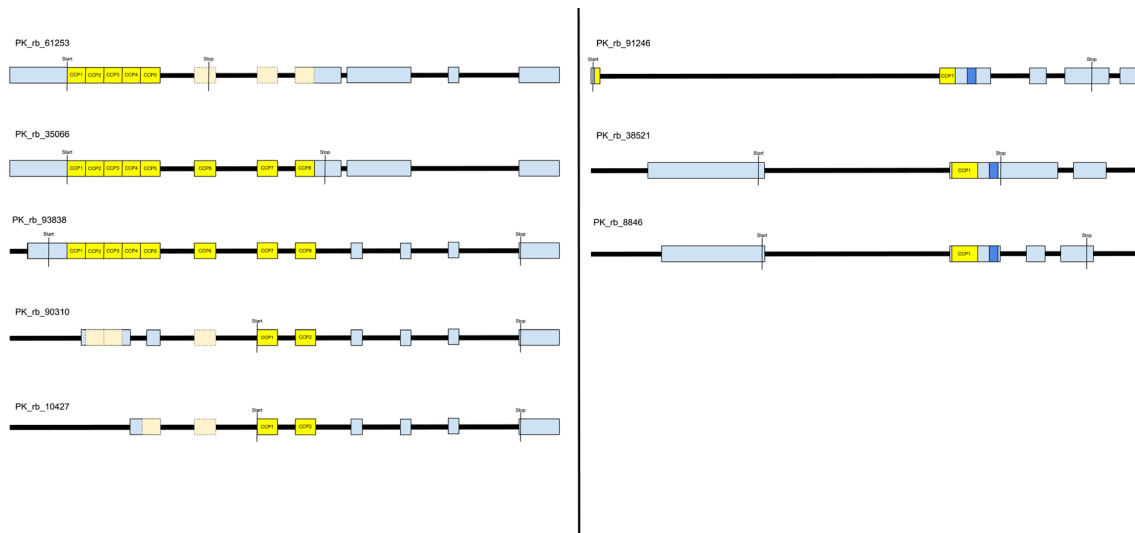 PK_rb_61253
Start Stop
CCP1 CCP2 CCP3 CCP4 CCP5
PK_rb_35066
Start Stop
CCP1 CCP2 CCP3 CCP4 CCP5 CCP6 CCP7 CCP8
PK_rb_93838
Start Stop
CCP1 CCP2 CCP3 CCP4 CCP5 CCP6 CCP7 CCP8
PK_rb_90310
Start Stop
CCP1 CCP2
PK_rb_10427
Start Stop
CCP1 CCP2
PK_rb_91246
Start Stop
CCP1
PK_rb_38521
Start Stop
CCP1
PK_rb_8846
Start Stop
CCP1